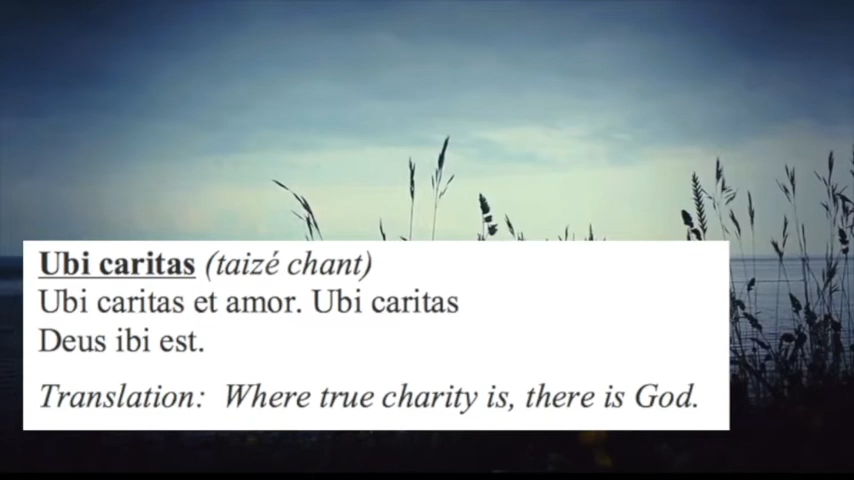 Ubi caritas (taizé chant)
Ubi caritas et amor. Ubi caritas
Deus ibi est.
Translation: Where true charity is, there is God.